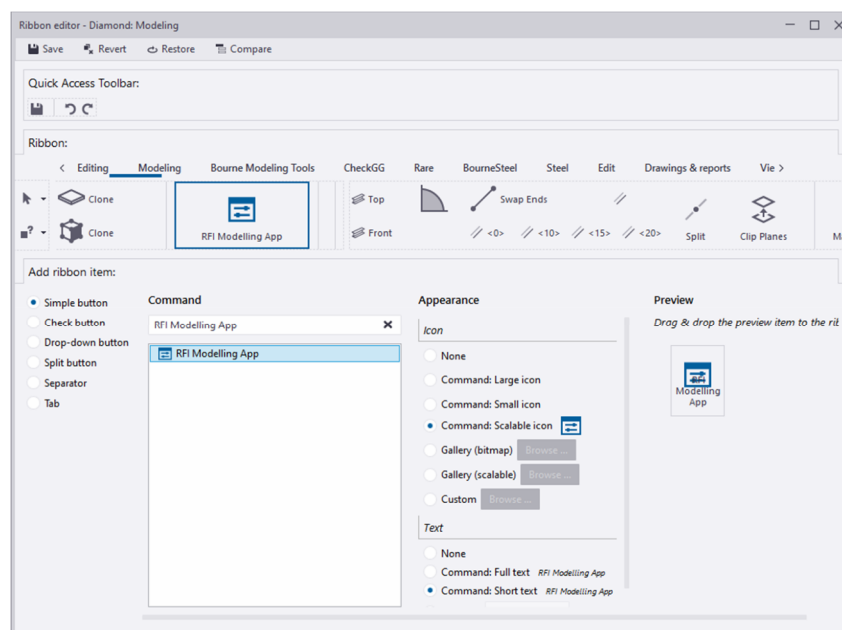 Ribbon editor - Diamond: Modeling
Save Revert Restore Compare
Quick Access Toolbar:
Ribbon:
< Editing Modeling Bourne Modeling Tools CheckGG Rare BourneSteel Steel Edit Drawings & reports Vie >
Clone Top Swap Ends
RFI Modelling App
? Clone Front <0> <10> <15> <20> Split Clip Planes
Add ribbon item:
Simple button
Check button
Drop-down button
Split button
Separator
Tab
Command
RFI Modelling App
RFI Modelling App
Appearance
Icon
None
Command: Large icon
Command: Small icon
Command: Scalable icon
Gallery (bitmap) Browse ...
Gallery (scalable) Browse ...
Custom Browse ...
Text
None
Command: Full text RFI Modelling App
Command: Short text RFI Modelling App
Preview
Drag & drop the preview item to the
RFI
Modelling
App